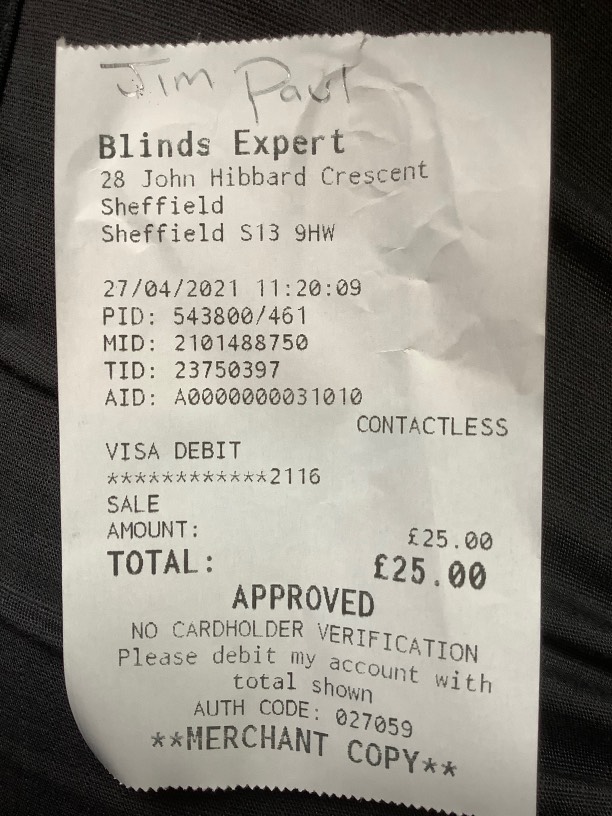 Jim Paul
Blinds Expert
28 John Hibbard Crescent
Sheffield
Sheffield S13 9HW
27/04/2021 11:20:09
PID: 543800/461
MID: 2101488750
TID: 23750397
AID: A0000000031010
CONTACTLESS
VISA DEBIT
************2116
SALE
AMOUNT: £25.00
TOTAL: £25.00
APPROVED
NO CARDHOLDER VERIFICATION
Please debit my account with
total shown
AUTH CODE: 027059
**MERCHANT COPY**